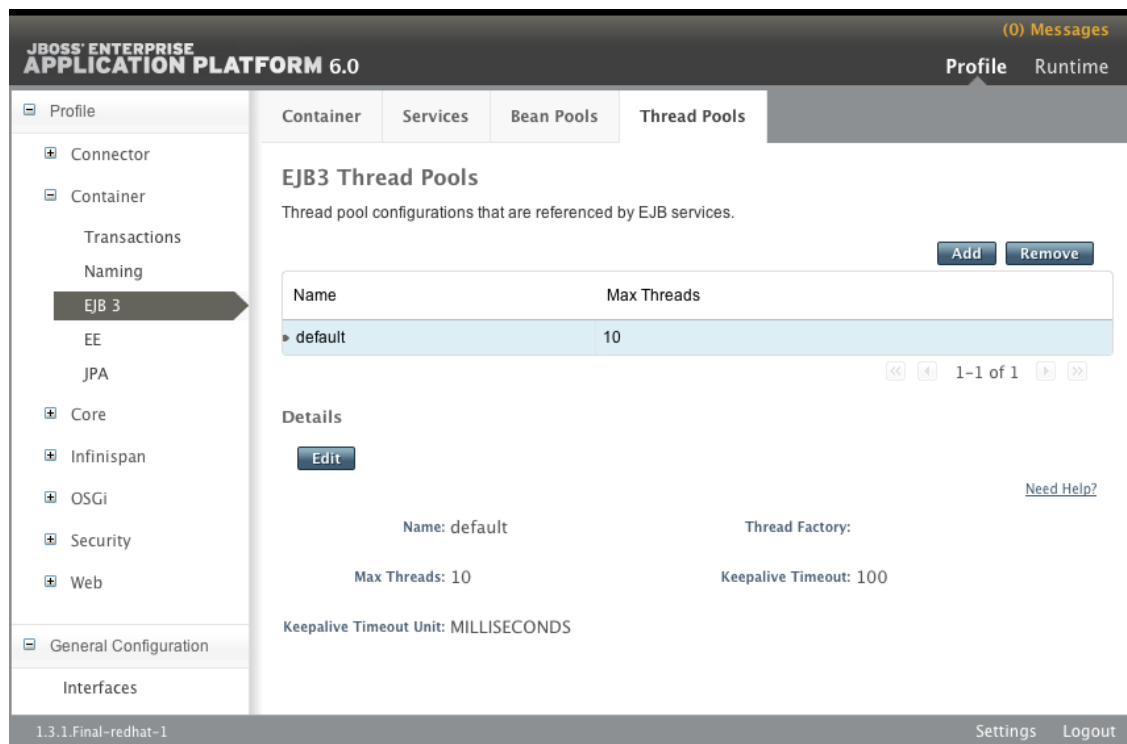 (0) Messages
JBOSS' ENTERPRISE
APPLICATION PLATFORM 6.0
Profile Runtime
Profile
Connector
Container
Transactions
Naming
EJB 3
EE
JPA
Core
Infinispan
OSGi
Security
Web
General Configuration
Interfaces
Container Services Bean Pools Thread Pools
EJB3 Thread Pools
Thread pool configurations that are referenced by EJB services.
Add Remove
Name Max Threads
default 10
1-1 of 1
Details
Edit
Need Help?
Name: default Thread Factory:
Max Threads: 10 Keepalive Timeout: 100
Keepalive Timeout Unit: MILLISECONDS
1.3.1.Final-redhat-1 Settings Logout